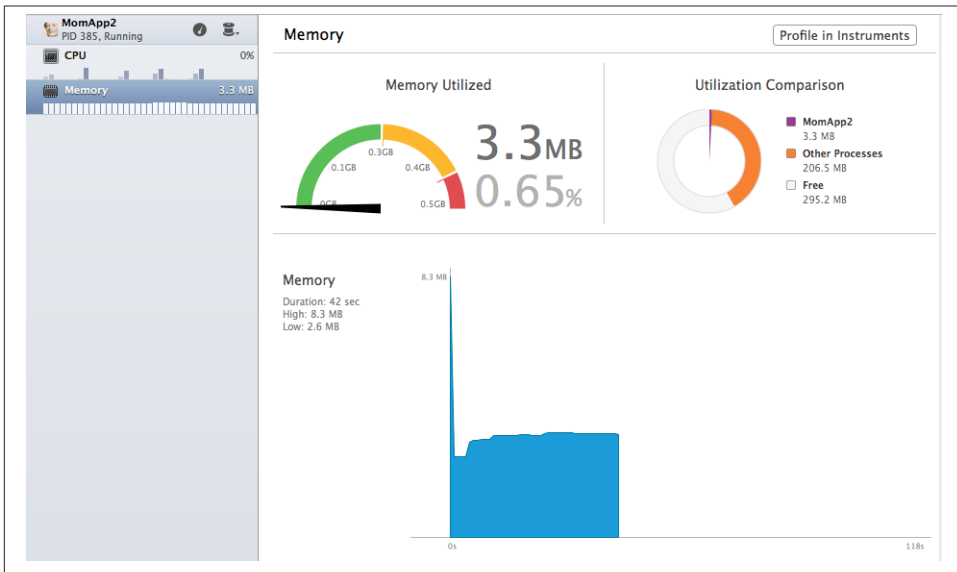 MomApp2
PID 385, Running
CPU 0%
Memory 3.3 MB
Memory
Profile in Instruments
Memory Utilized
0GB
0.1GB
0.3GB
0.4GB
0.5GB
3.3MB
0.65%
Utilization Comparison
MomApp2
3.3 MB
Other Processes
206.5 MB
Free
295.2 MB
Memory
Duration: 42 sec
High: 8.3 MB
Low: 2.6 MB
8.3 MB
0s
118s